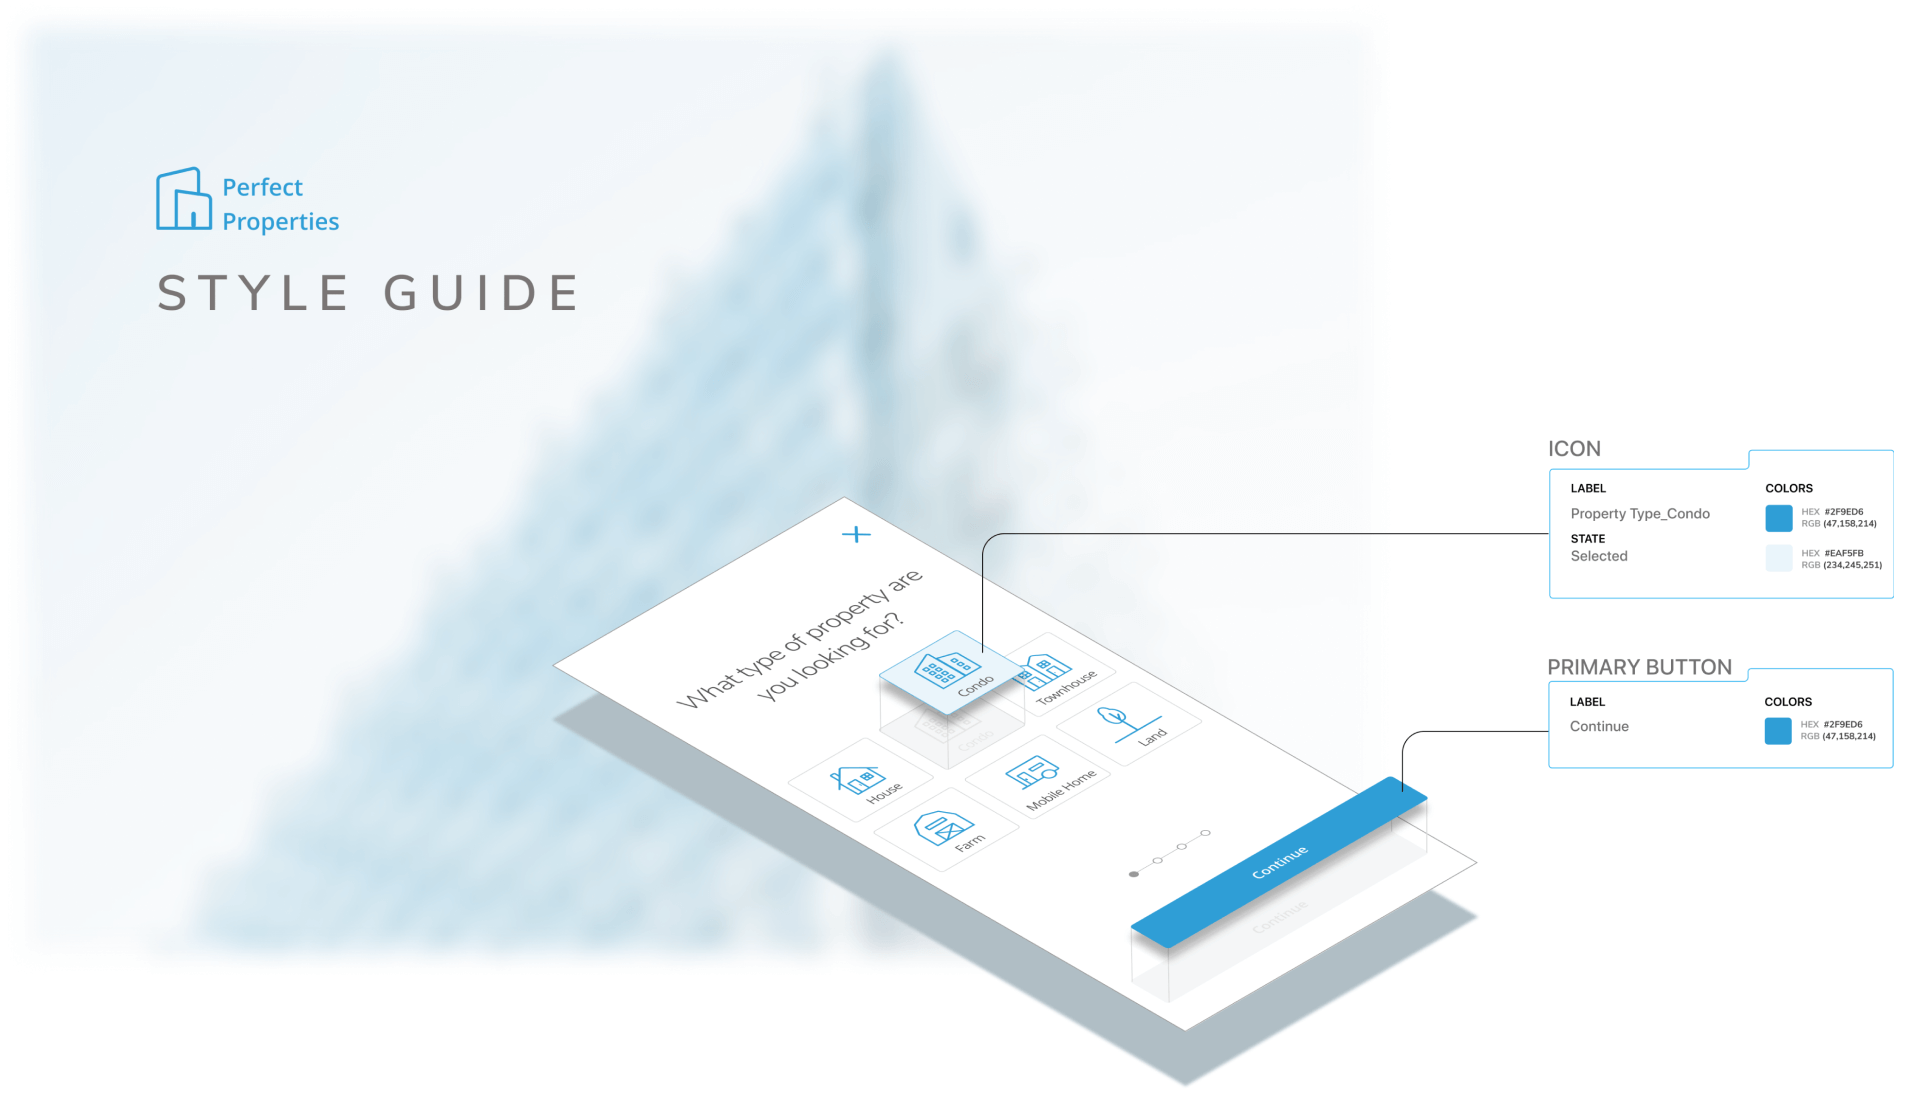 Perfect
Properties
STYLE GUIDE
What type of property are
you looking for?
Condo
Townhouse
Condo
House
Mobile Home
Land
Farm
Continue
Continue
ICON
LABEL
Property Type_Condo
STATE
Selected
COLORS
HEX #2F9ED6
RGB (47,158,214)
HEX #EAF5FB
RGB (234,245,251)
PRIMARY BUTTON
LABEL
Continue
COLORS
HEX #2F9ED6
RGB (47,158,214)